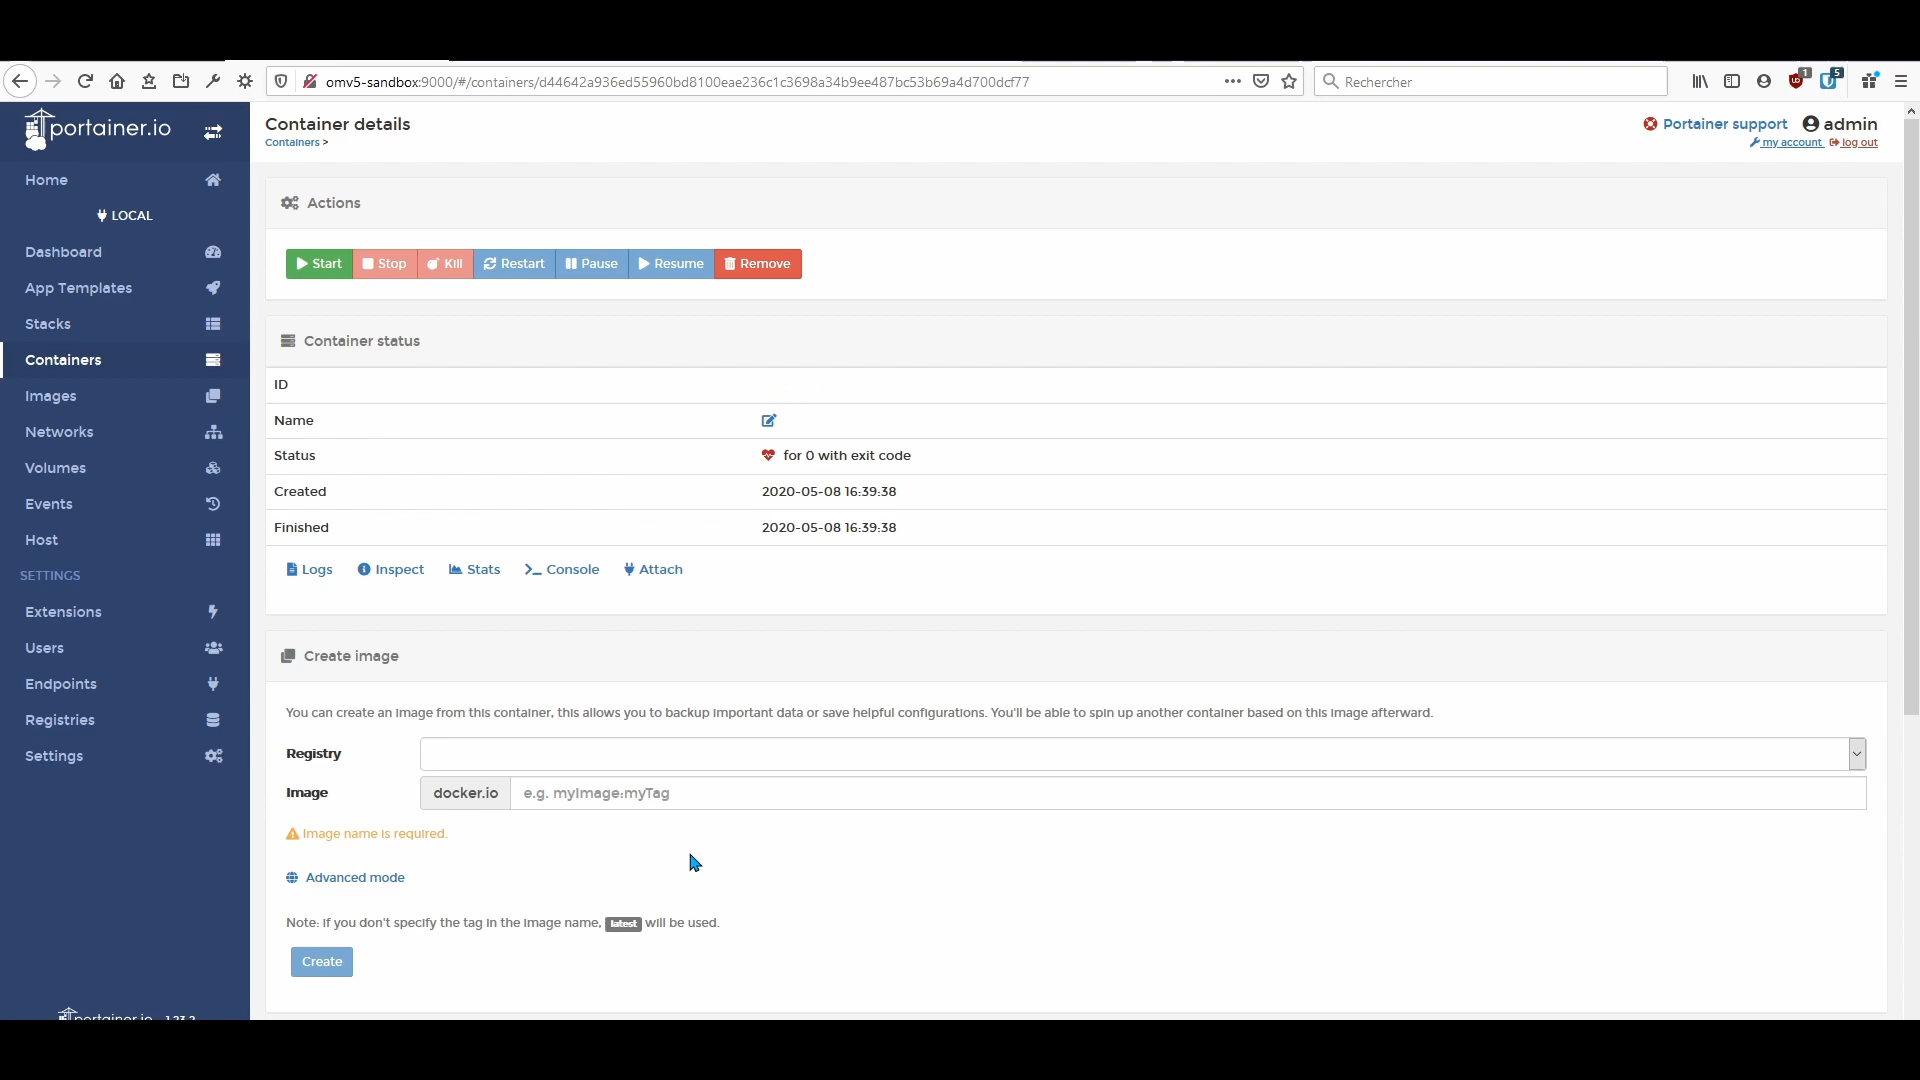 omv5-sandbox:9000/#/containers/d44642a936ed55960bd8100eae236c1c3698a34b9ee487bc53b69a4d700dcf77
Rechercher
1
5
portainer.io
Container details
Containers >
Portainer support
admin
my account
log out
Home
LOCAL
Dashboard
App Templates
Stacks
Containers
Images
Networks
Volumes
Events
Host
SETTINGS
Extensions
Users
Endpoints
Registries
Settings
portainer.io 1.23.2
Actions
Start Stop Kill Restart Pause Resume Remove
Container status
ID
Name
Status for 0 with exit code
Created 2020-05-08 16:39:38
Finished 2020-05-08 16:39:38
Logs Inspect Stats Console Attach
Create image
You can create an image from this container, this allows you to backup important data or save helpful configurations. You'll be able to spin up another container based on this image afterward.
Registry
Image docker.io e.g. myImage:myTag
Image name is required.
Advanced mode
Note: if you don't specify the tag in the image name, latest will be used.
Create